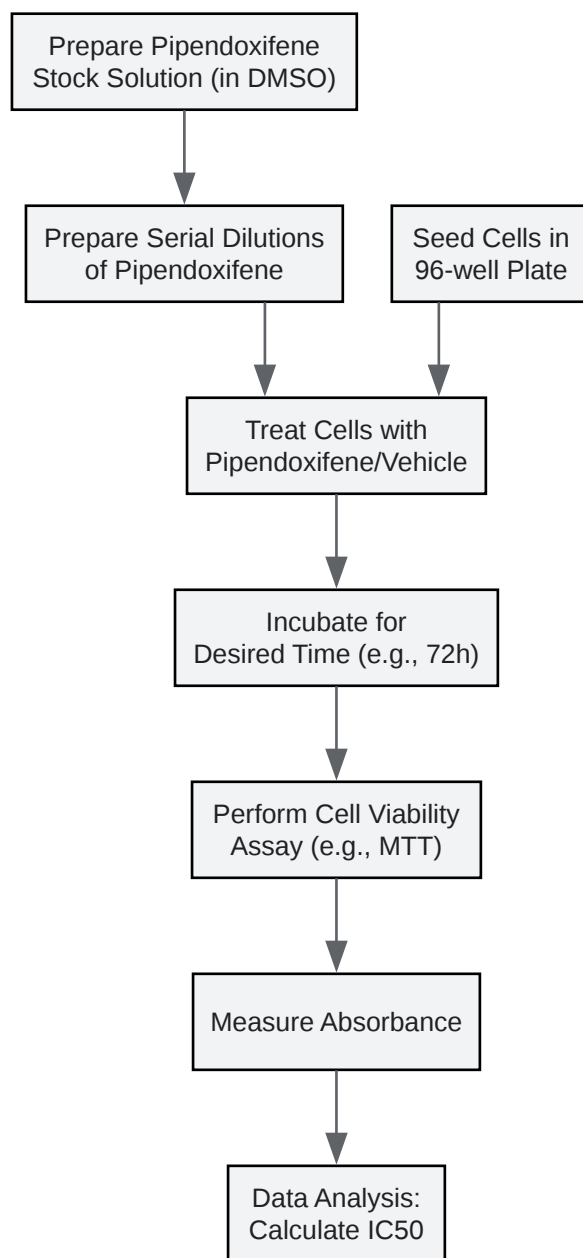 Prepare Pipendoxifene
Stock Solution (in DMSO)
Prepare Serial Dilutions
of Pipendoxifene
Seed Cells in
96-well Plate
Treat Cells with
Pipendoxifene/Vehicle
Incubate for
Desired Time (e.g., 72h)
Perform Cell Viability
Assay (e.g., MTT)
Measure Absorbance
Data Analysis:
Calculate IC50